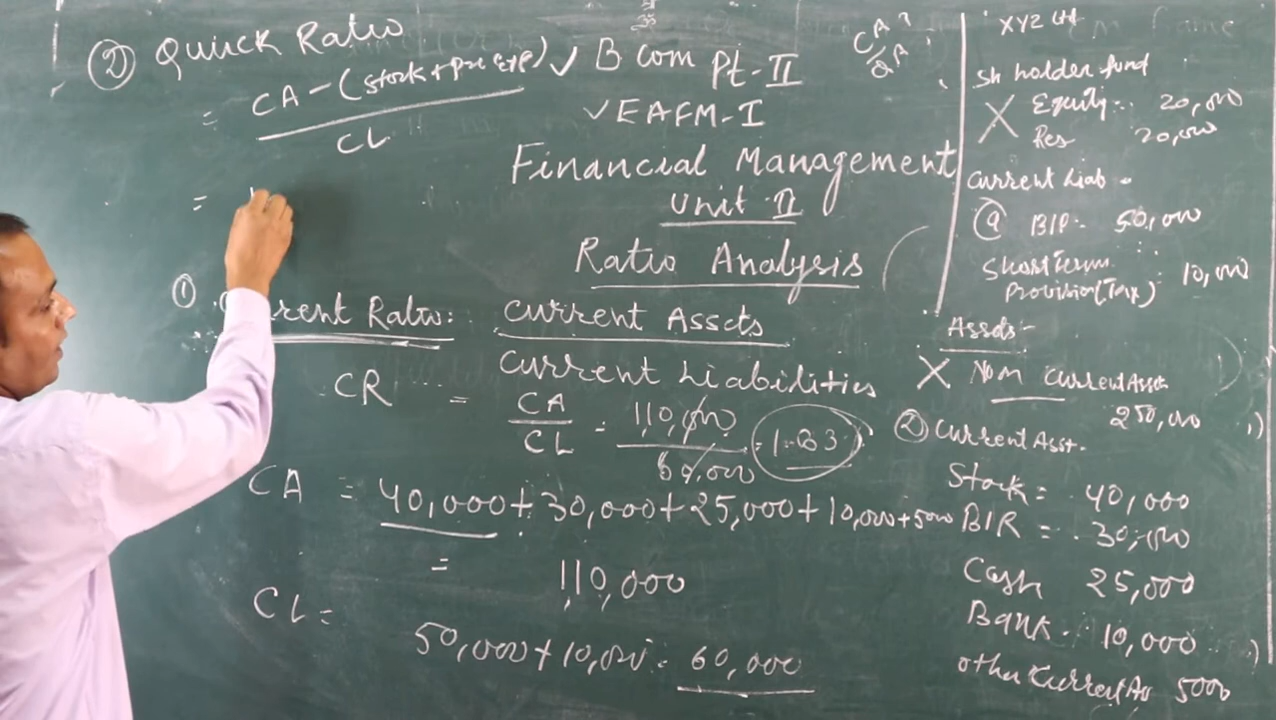 ② Quick Ratio
= CA - (stock + pre exp)
CL
=
✓ B com Pt-II
✓ EAFM-I
CA
QA ?
Financial Management
Unit II
Ratio Analysis
① rent Ratio: Current Assets
Current Liabilities
CR = CA/CL = 110,000/60,000 = 1.83
CA = 40,000 + 30,000 + 25,000 + 10,000 + 5000
= 110,000
CL =
50,000 + 10,000 = 60,000
XYZ Ltd
Sh holder fund
X Equity: 20,000
Res 20,000
Current Liab -
① B/P: 50,000
Short Term
Provision (Tax) 10,000
Assets:-
X Non Current Assets
250,000
② Current Asst.
Stock = 40,000
B/R = 30,000
Cash 25,000
Bank 10,000
other Current As 5000